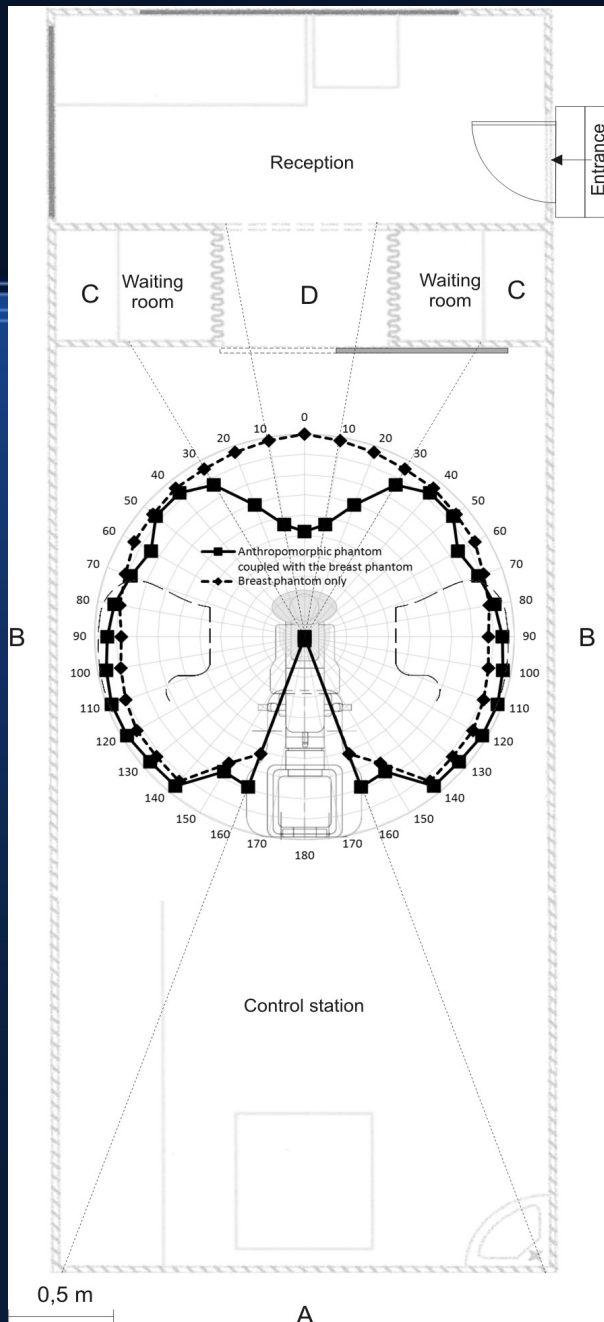 Reception
Entrance
C
Waiting
room
D
Waiting
room
C
0
10
10
20
20
30
30
40
40
50
50
60
60
70
70
80
80
B
90
90
B
100
100
110
110
120
120
130
130
140
140
150
150
160
160
170
170
180
Anthropomorphic phantom
coupled with the breast phantom
Breast phantom only
Control station
0,5 m
A